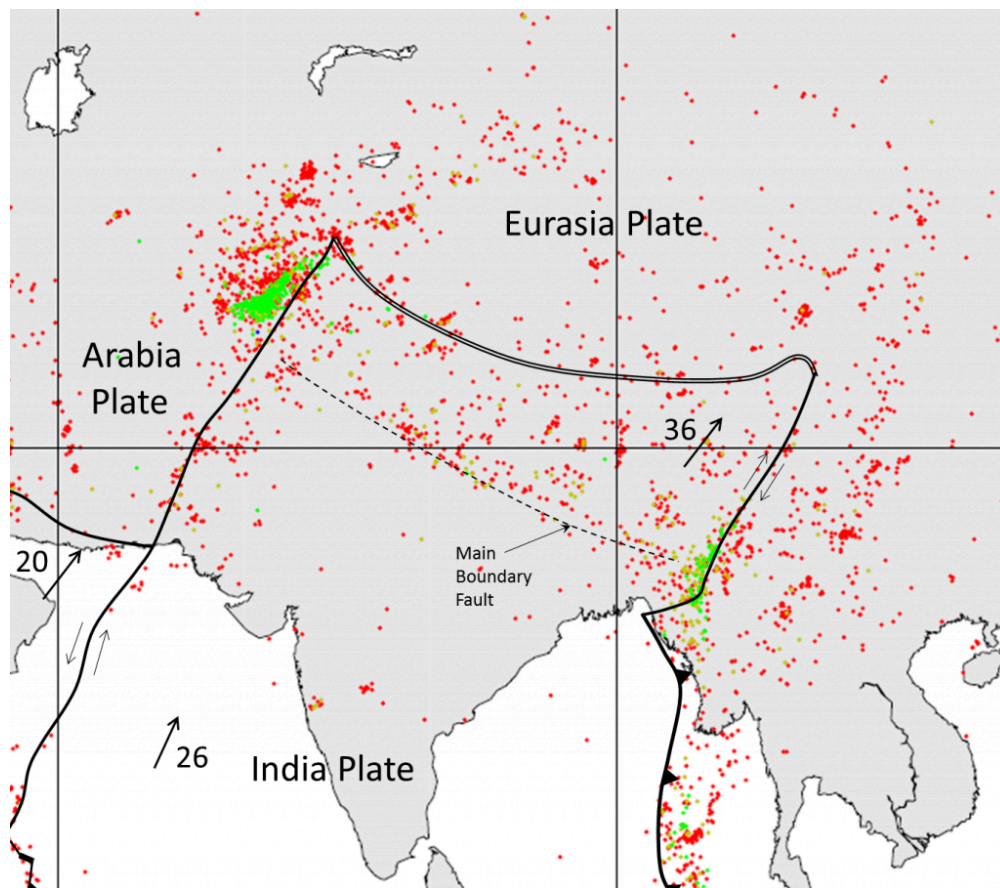 Eurasia Plate
Arabia
Plate
36
Main
Boundary
Fault
20
26
India Plate